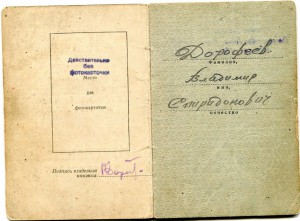 Действительно
без
фотокарточки
Место
для
фотокарточки
Подпись владельца
книжки
Дорофеев
фамилия,
Владимир
имя,
Спиридонович
отчество